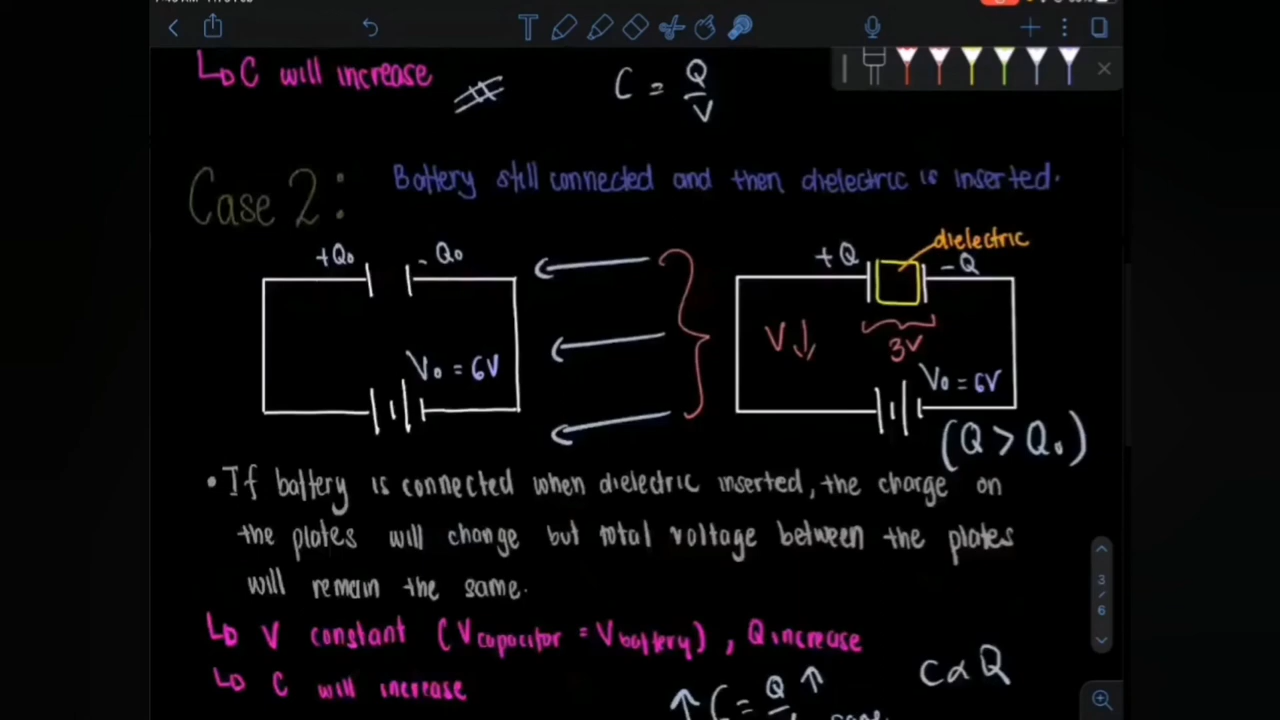 ↳ C will increase
C = Q/V
Case 2:
Battery still connected and then dielectric is inserted.
+Q₀ -Q₀
V₀ = 6V
dielectric
+Q -Q
V↓
3V
V₀ = 6V
(Q > Q₀)
• If battery is connected when dielectric inserted, the charge on
the plates will change but total voltage between the plates
will remain the same.
↳ V constant (Vcapacitor = Vbattery), Q increase
↳ C will increase
C ∝ Q
↑ C = Q ↑
3
/
6